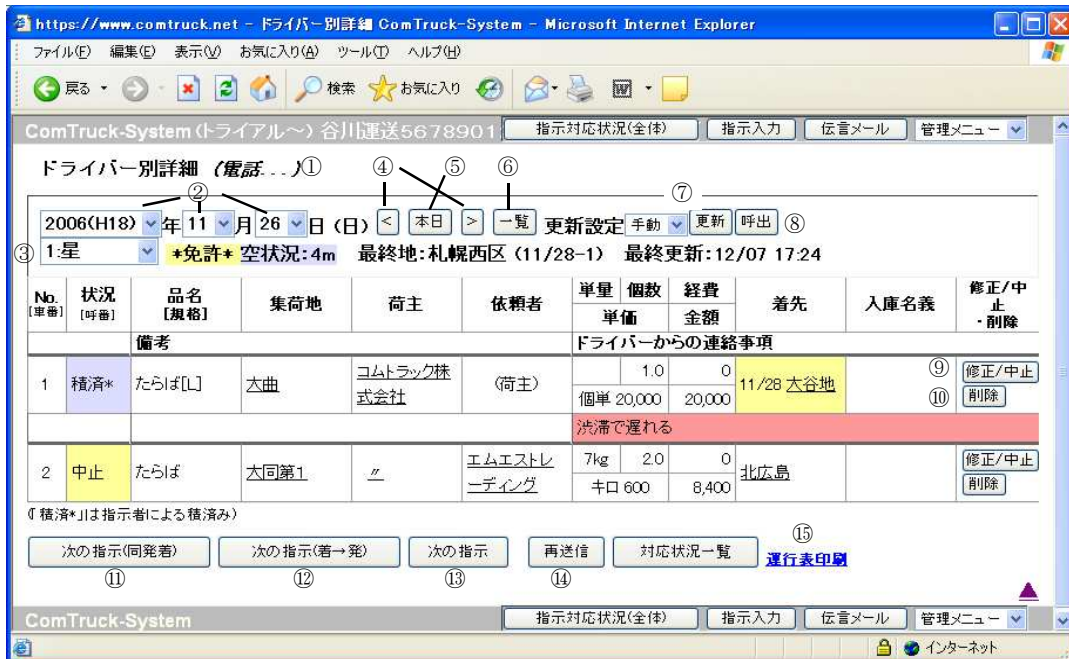 https://www.comtruck.net - ドライバー別詳細 ComTruck-System - Microsoft Internet Explorer
ファイル(F) 編集(E) 表示(V) お気に入り(A) ツール(T) ヘルプ(H)
戻る 検索 お気に入り
ComTruck-System(トライアル～) 谷川運送5678901 指示対応状況(全体) 指示入力 伝言メール 管理メニュー
ドライバー別詳細 (電話...)①
② ④ ⑤ ⑥ ⑦
2006(H18) 年 11 月 26 日 (日) < 本日 > 一覧 更新設定 手動 更新 呼出 ⑧
③ 1:星 *免許* 空状況:4m 最終地:札幌西区 (11/28-1) 最終更新:12/07 17:24
No. [車番] 状況 [呼番] 品名 [規格] 集荷地 荷主 依頼者 単量 個数 経費 単価 金額 着先 入庫名義 修正/中止・削除
備考 ドライバーからの連絡事項
1 積済* たらば[L] 大曲 コムトラック株式会社 (荷主) 1.0 0 個単 20,000 20,000 11/28 大谷地 ⑨ 修正/中止 ⑩ 削除
渋滞で遅れる
2 中止 たらば 大同第1 〃 エムエストレーディング 7kg 2.0 0 キロ 600 8,400 北広島 修正/中止 削除
(「積済*」は指示者による積済み)
次の指示(同発着) 次の指示(着→発) 次の指示 再送信 対応状況一覧 運行表印刷 ⑮
⑪ ⑫ ⑬ ⑭
ComTruck-System 指示対応状況(全体) 指示入力 伝言メール 管理メニュー
インターネット